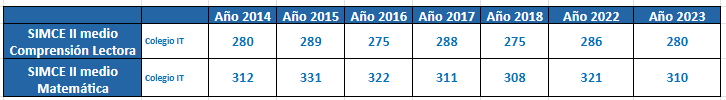 Año 2014 Año 2015 Año 2016 Año 2017 Año 2018 Año 2022 Año 2023
SIMCE II medio
Comprensión Lectora Colegio IT 280 289 275 288 275 286 280
SIMCE II medio
Matemática Colegio IT 312 331 322 311 308 321 310